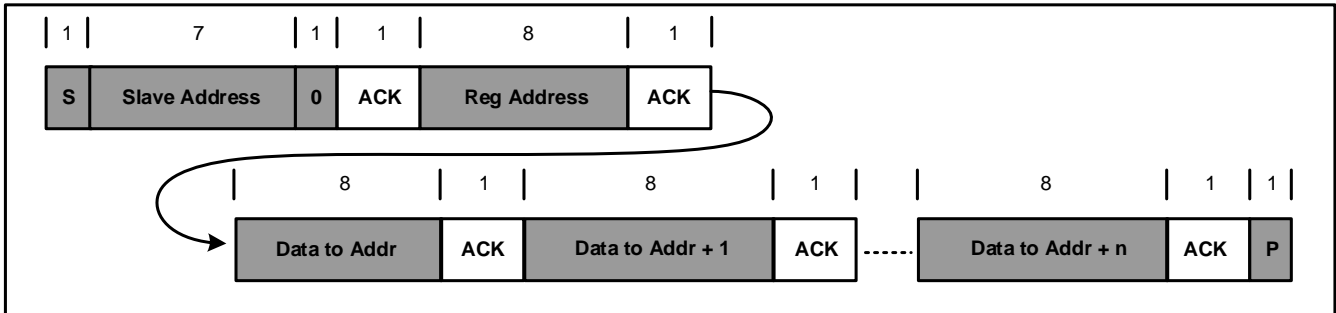 1 7 1 1 8 1
S Slave Address 0 ACK Reg Address ACK
8 1 8 1 8 1 1
Data to Addr ACK Data to Addr + 1 ACK Data to Addr + n ACK P